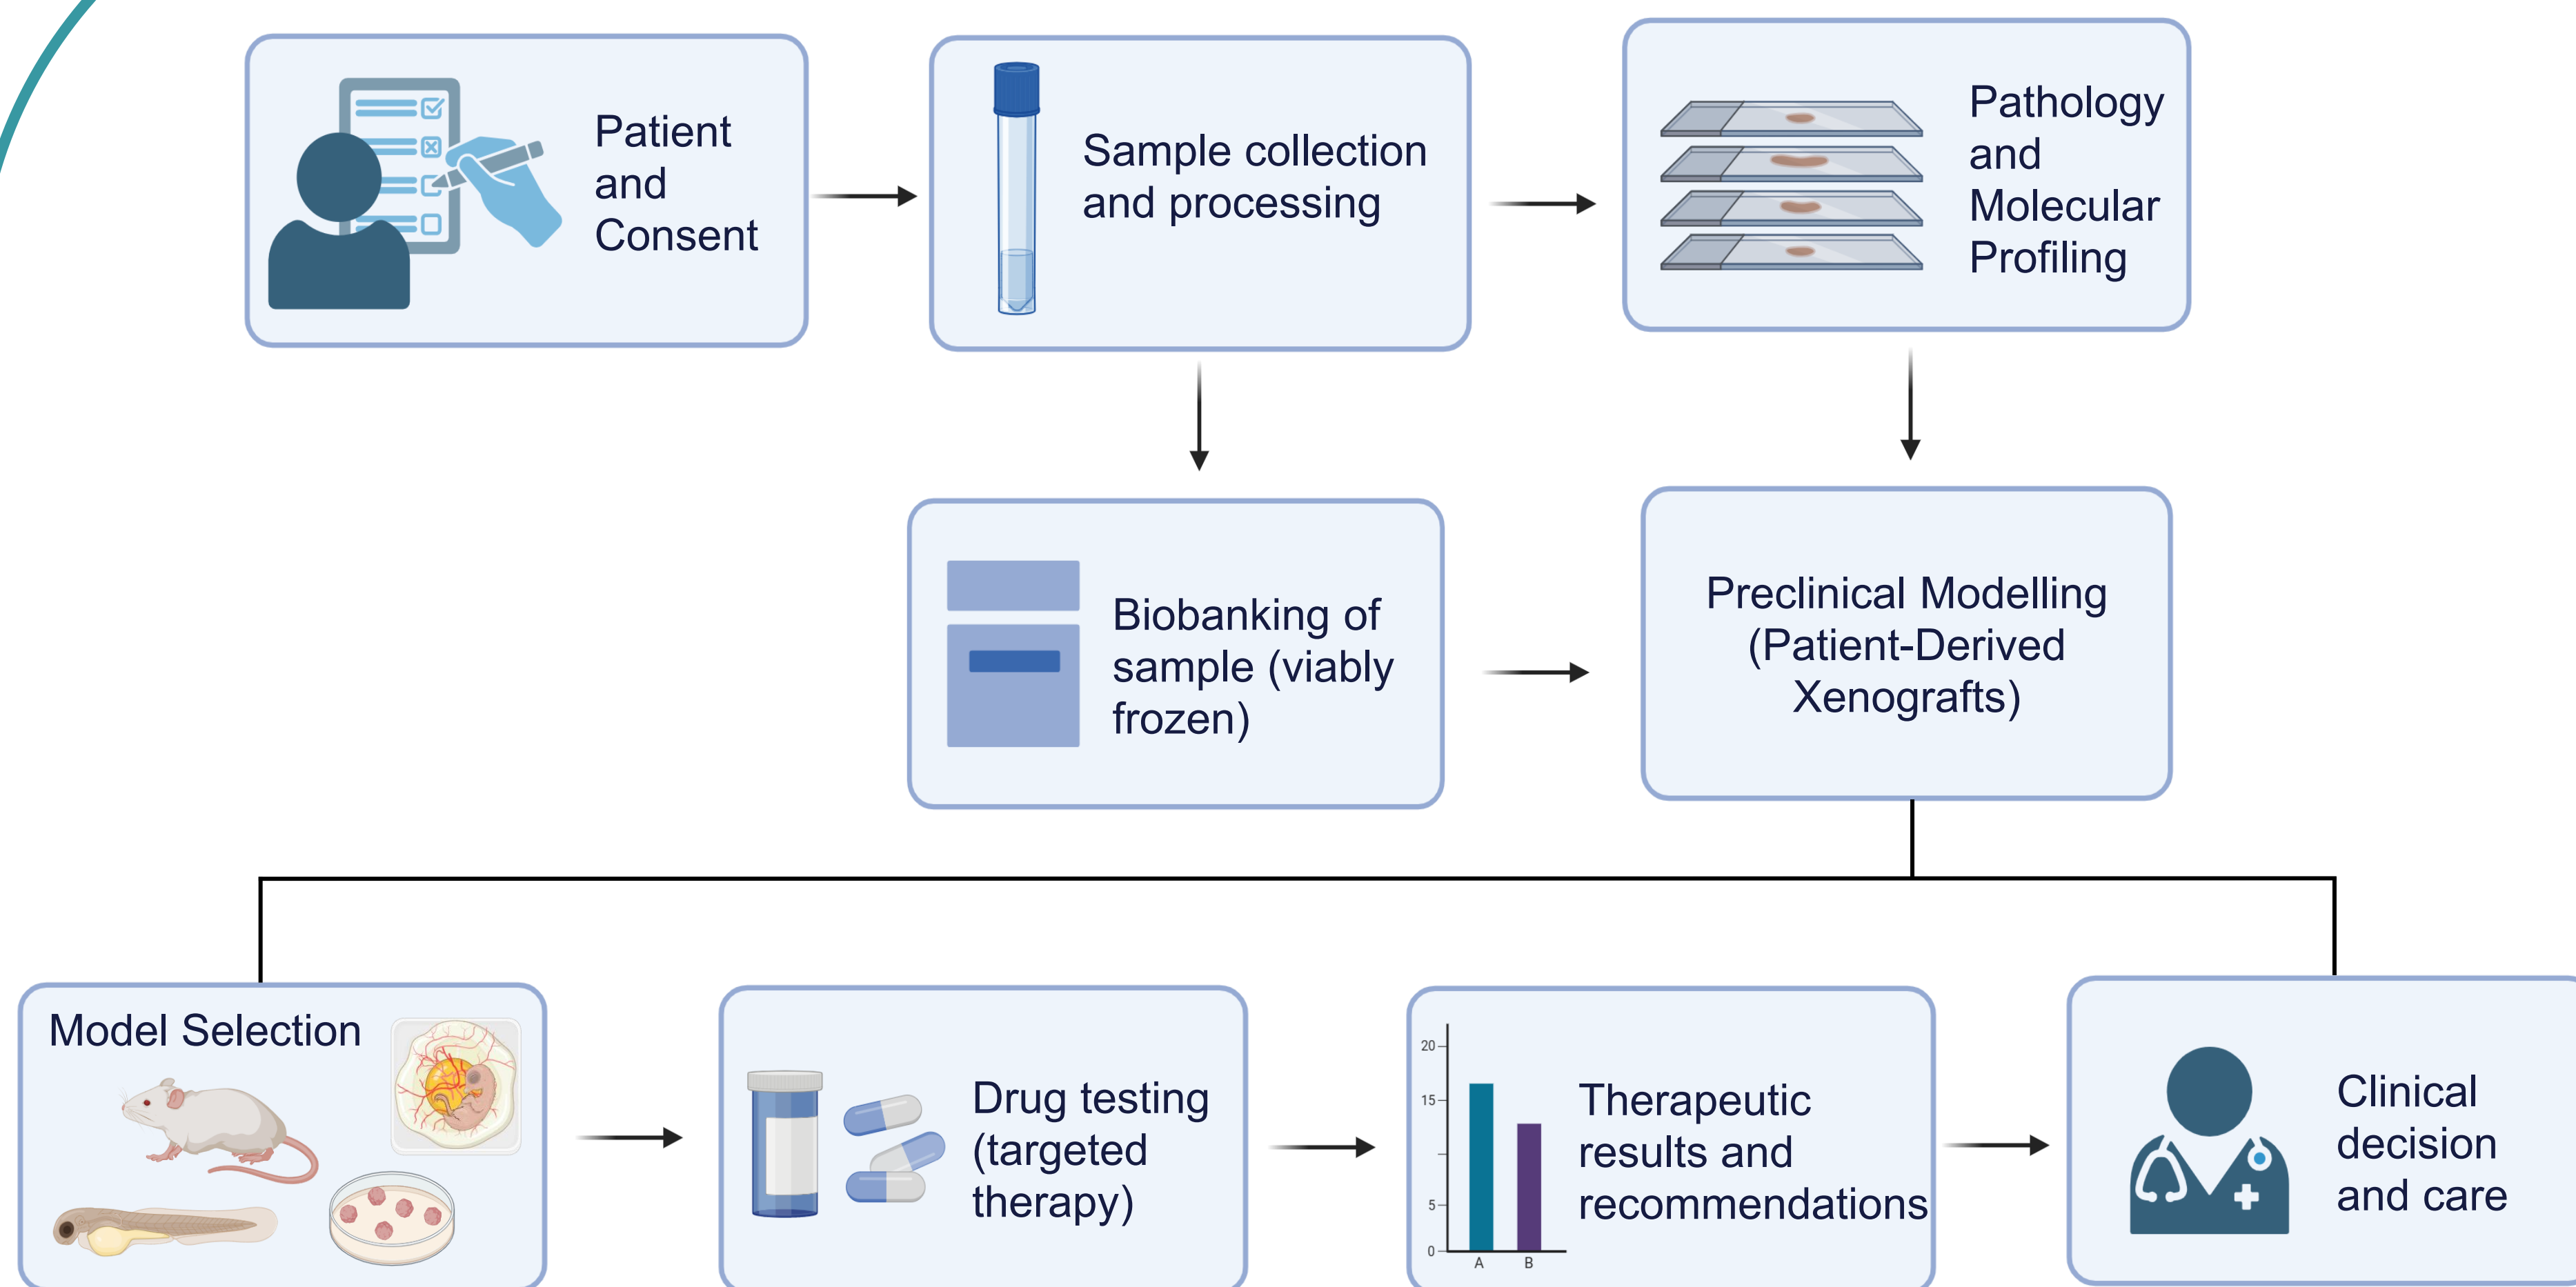 Patient
and
Consent
Sample collection
and processing
Pathology
and
Molecular
Profiling
Biobanking of
sample (viably
frozen)
Preclinical Modelling
(Patient-Derived
Xenografts)
Model Selection
Drug testing
(targeted
therapy)
20
15
5
0
A B
Therapeutic
results and
recommendations
Clinical
decision
and care